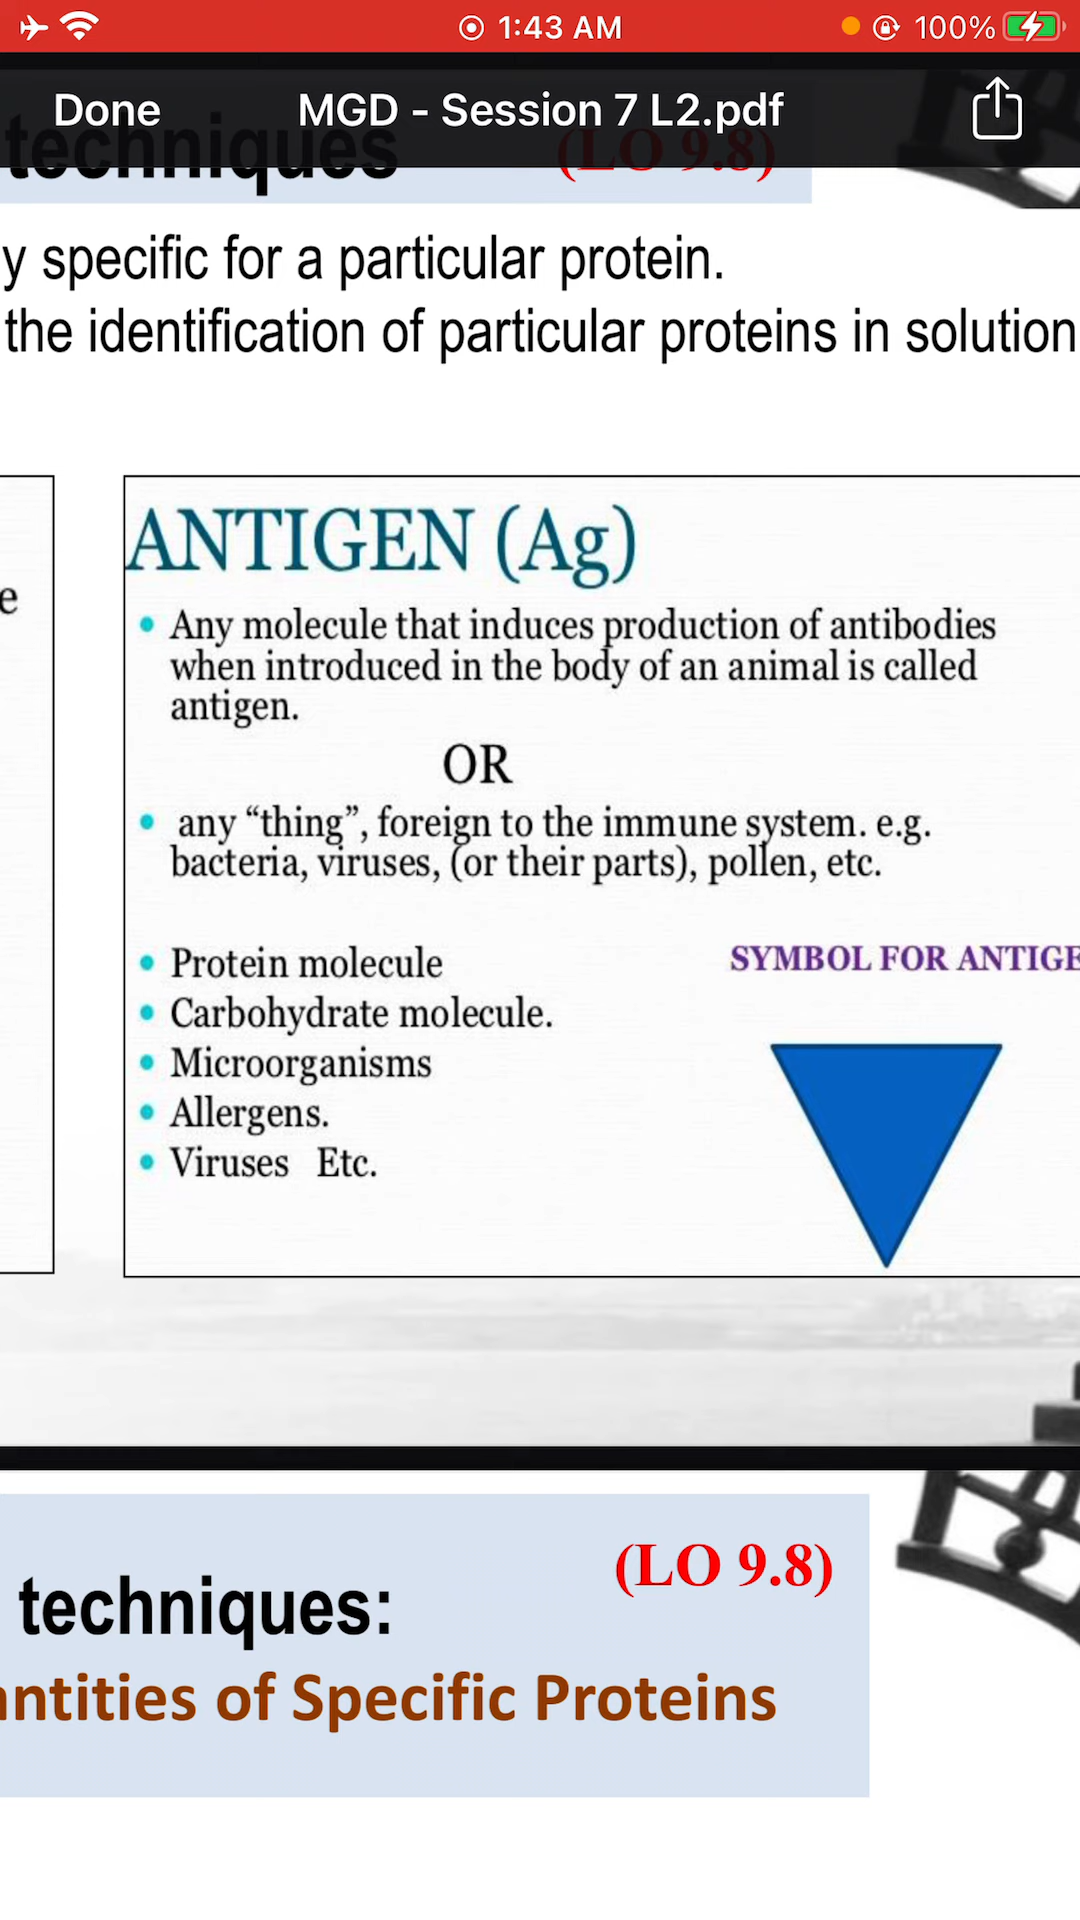 1:43 AM
100%
Done
MGD - Session 7 L2.pdf
techniques (LO 9.8)
y specific for a particular protein.
the identification of particular proteins in solution
e
ANTIGEN (Ag)
• Any molecule that induces production of antibodies
when introduced in the body of an animal is called
antigen.
OR
• any “thing”, foreign to the immune system. e.g.
bacteria, viruses, (or their parts), pollen, etc.
• Protein molecule
• Carbohydrate molecule.
• Microorganisms
• Allergens.
• Viruses Etc.
SYMBOL FOR ANTIGE
(LO 9.8)
techniques:
ntities of Specific Proteins